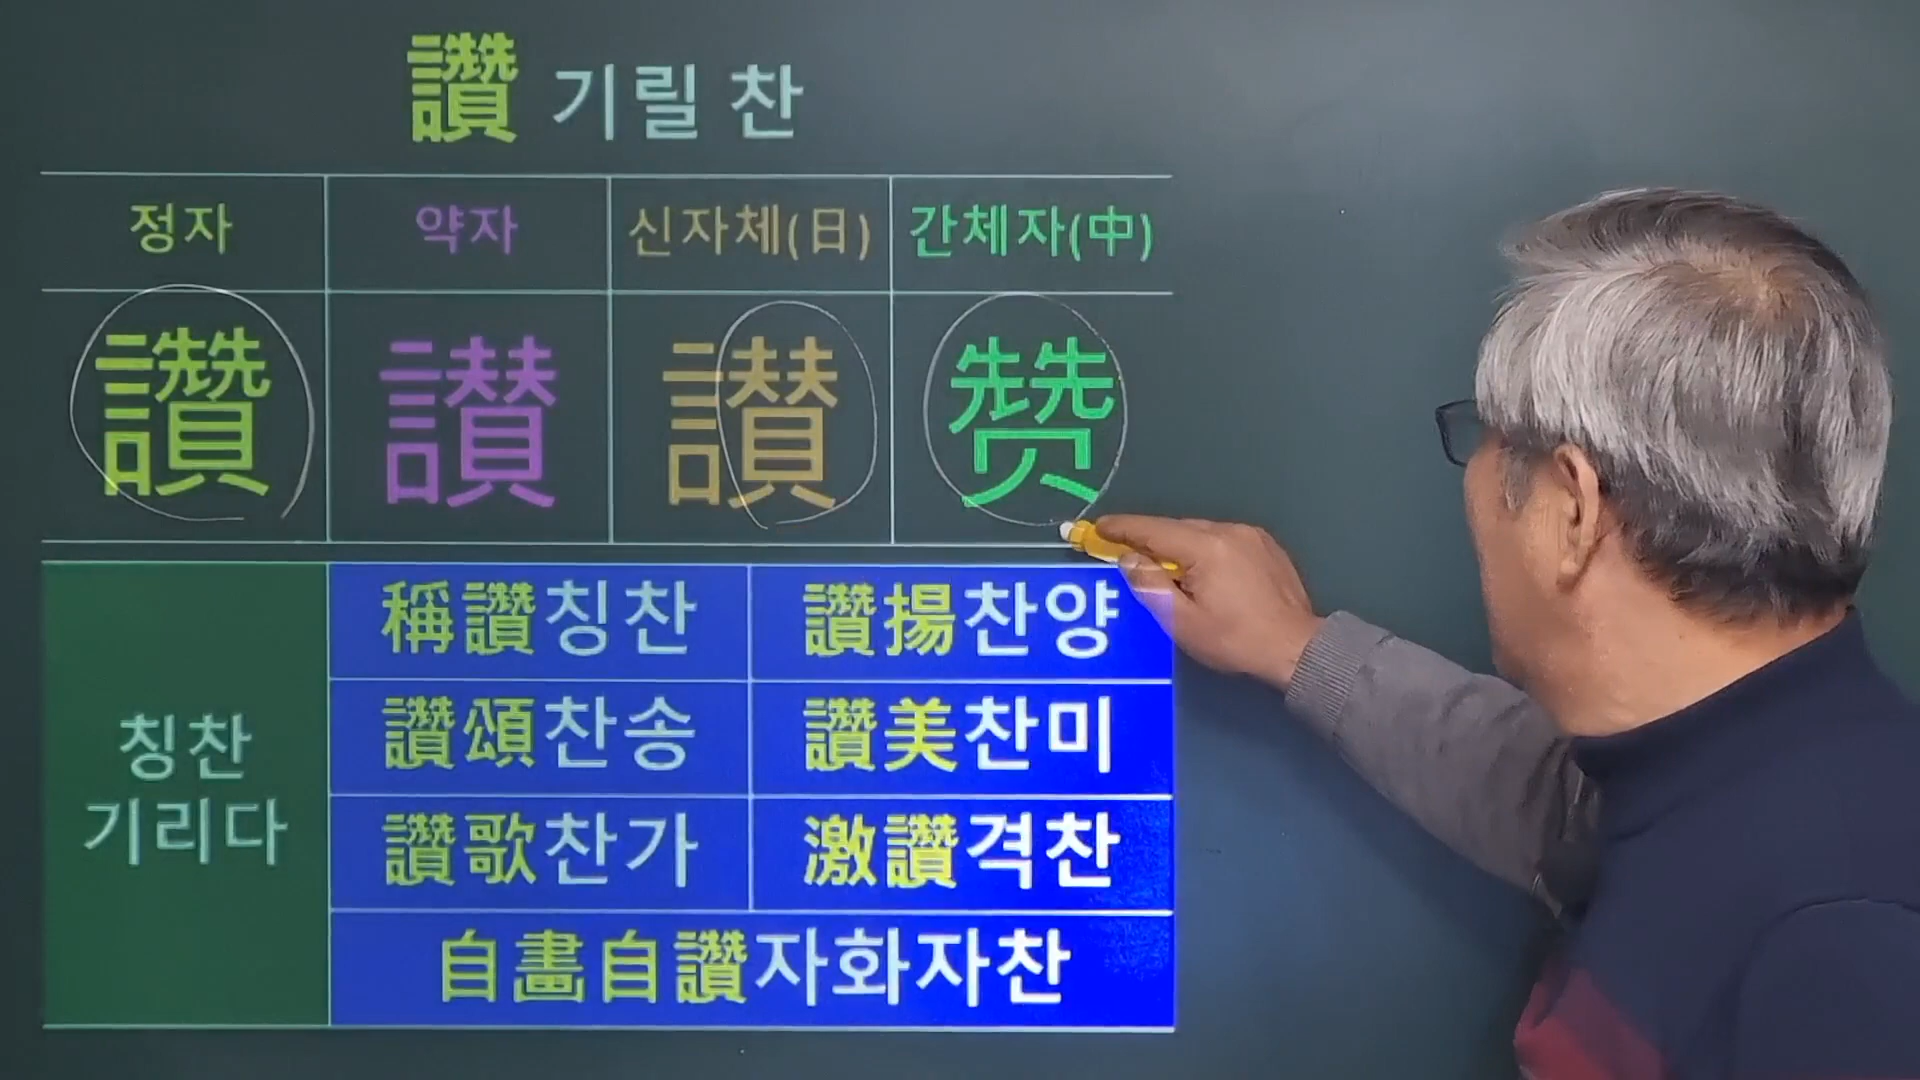 讚 기릴 찬
정자 약자 신자체(日) 간체자(中)
讚 讃 讃 赞
칭찬
기리다
稱讚칭찬 讚揚찬양
讚頌찬송 讚美찬미
讚歌찬가 激讚격찬
自畫自讚자화자찬